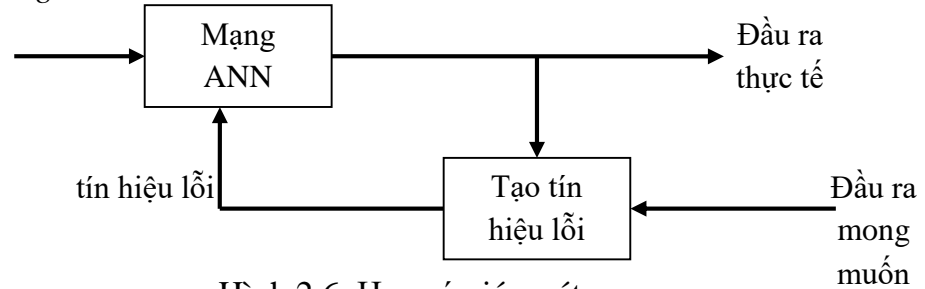 Mạng
ANN
Đầu ra
thực tế
tín hiệu lỗi
Tạo tín
hiệu lỗi
Đầu ra
mong
muốn